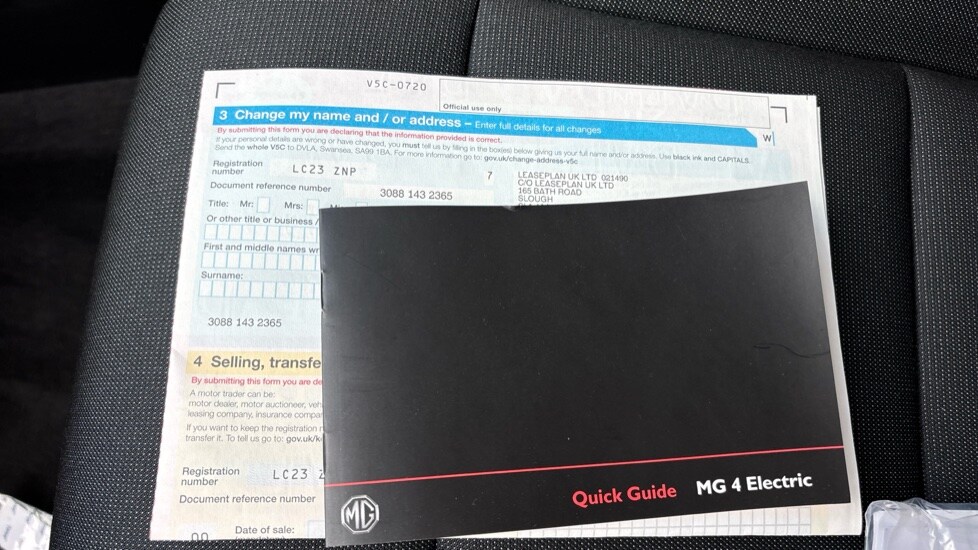 V5C-0720
Official use only
3 Change my name and / or address – Enter full details for all changes
W
By submitting this form you are declaring that the information provided is correct.
If your personal details are wrong or have changed, you must tell us by filling in the box(es) below giving us your full name and/or address. Use black ink and CAPITALS.
Send the whole V5C to DVLA, Swansea, SA99 1BA. For more information go to: gov.uk/change-address-v5c
Registration number
LC23 ZNP
7
LEASEPLAN UK LTD 021490
C/O LEASEPLAN UK LTD
165 BATH ROAD
SLOUGH
Document reference number
3088 143 2365
Title: Mr: Mrs:
Or other title or business /
First and middle names wr
Surname:
3088 143 2365
4 Selling, transfe
By submitting this form you are de
A motor trader can be:
motor dealer, motor auctioneer, veh
leasing company, insurance compa
If you want to keep the registration n
transfer it. To tell us go to: gov.uk/k
Registration number
LC23 Z
Document reference number
Date of sale:
Quick Guide MG 4 Electric
MG